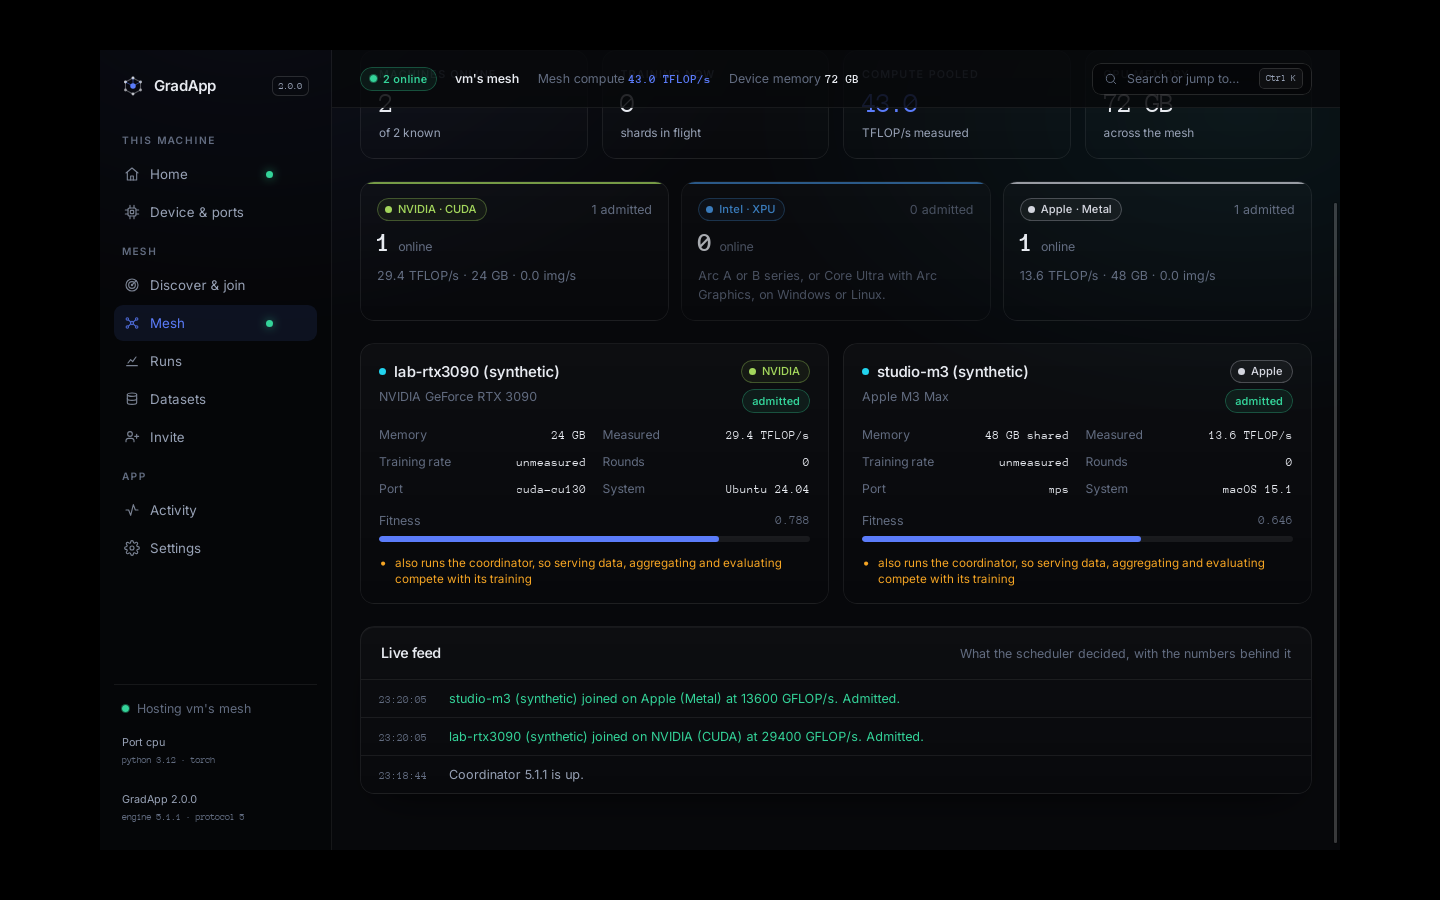 GradApp
2.0.0
THIS MACHINE
Home
Device & ports
MESH
Discover & join
Mesh
Runs
Datasets
Invite
APP
Activity
Settings
Hosting vm's mesh
Port cpu
python 3.12 · torch
GradApp 2.0.0
engine 5.1.1 · protocol 5
2 online
vm's mesh
Mesh compute 43.0 TFLOP/s
Device memory 72 GB
COMPUTE POOLED
Search or jump to...
Ctrl K
2
of 2 known
0
shards in flight
43.0
TFLOP/s measured
72 GB
across the mesh
NVIDIA · CUDA
1 admitted
1 online
29.4 TFLOP/s · 24 GB · 0.0 img/s
Intel · XPU
0 admitted
0 online
Arc A or B series, or Core Ultra with Arc
Graphics, on Windows or Linux.
Apple · Metal
1 admitted
1 online
13.6 TFLOP/s · 48 GB · 0.0 img/s
lab-rtx3090 (synthetic)
NVIDIA
NVIDIA GeForce RTX 3090
admitted
Memory 24 GB Measured 29.4 TFLOP/s
Training rate unmeasured Rounds 0
Port cuda-cu130 System Ubuntu 24.04
Fitness 0.788
also runs the coordinator, so serving data, aggregating and evaluating
compete with its training
studio-m3 (synthetic)
Apple
Apple M3 Max
admitted
Memory 48 GB shared Measured 13.6 TFLOP/s
Training rate unmeasured Rounds 0
Port mps System macOS 15.1
Fitness 0.646
also runs the coordinator, so serving data, aggregating and evaluating
compete with its training
Live feed
What the scheduler decided, with the numbers behind it
23:20:05 studio-m3 (synthetic) joined on Apple (Metal) at 13600 GFLOP/s. Admitted.
23:20:05 lab-rtx3090 (synthetic) joined on NVIDIA (CUDA) at 29400 GFLOP/s. Admitted.
23:18:44 Coordinator 5.1.1 is up.